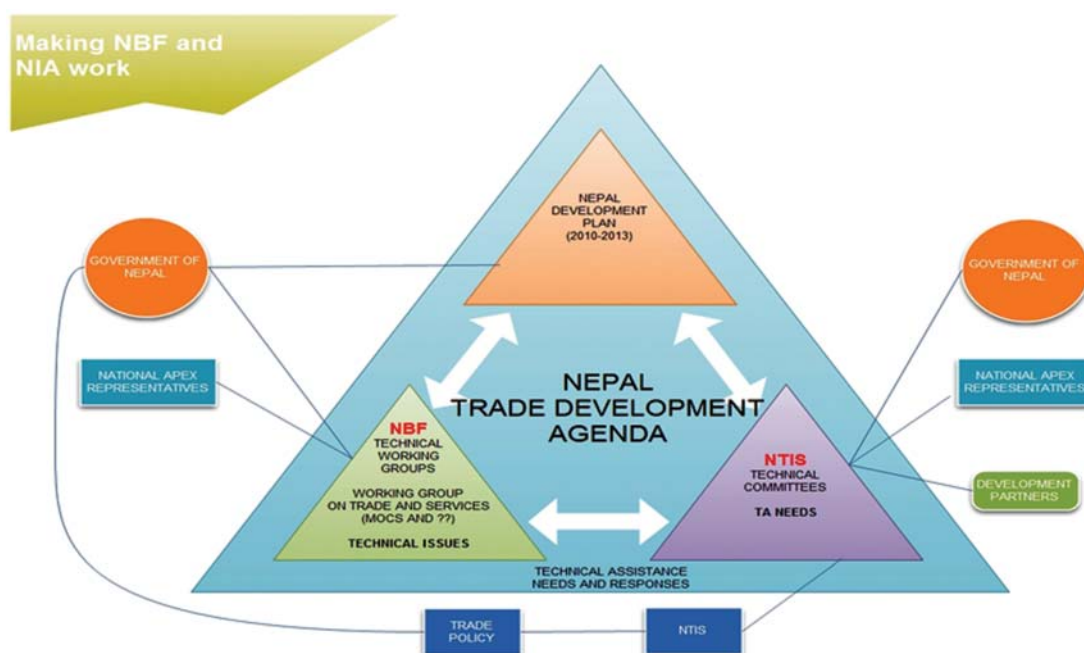 Making NBF and
NIA work
NEPAL
DEVELOPMENT
PLAN
(2010-2013)
GOVERNMENT OF
NEPAL
GOVERNMENT OF
NEPAL
NATIONAL APEX
REPRESENTATIVES
NATIONAL APEX
REPRESENTATIVES
NEPAL
TRADE DEVELOPMENT
AGENDA
NBF
TECHNICAL
WORKING
GROUPS
WORKING GROUP
ON TRADE AND SERVICES
(MOCS AND ??)
TECHNICAL ISSUES
NTIS
TECHNICAL
COMMITTEES
TA NEEDS
DEVELOPMENT
PARTNERS
TECHNICAL ASSISTANCE
NEEDS AND RESPONSES
TRADE
POLICY
NTIS